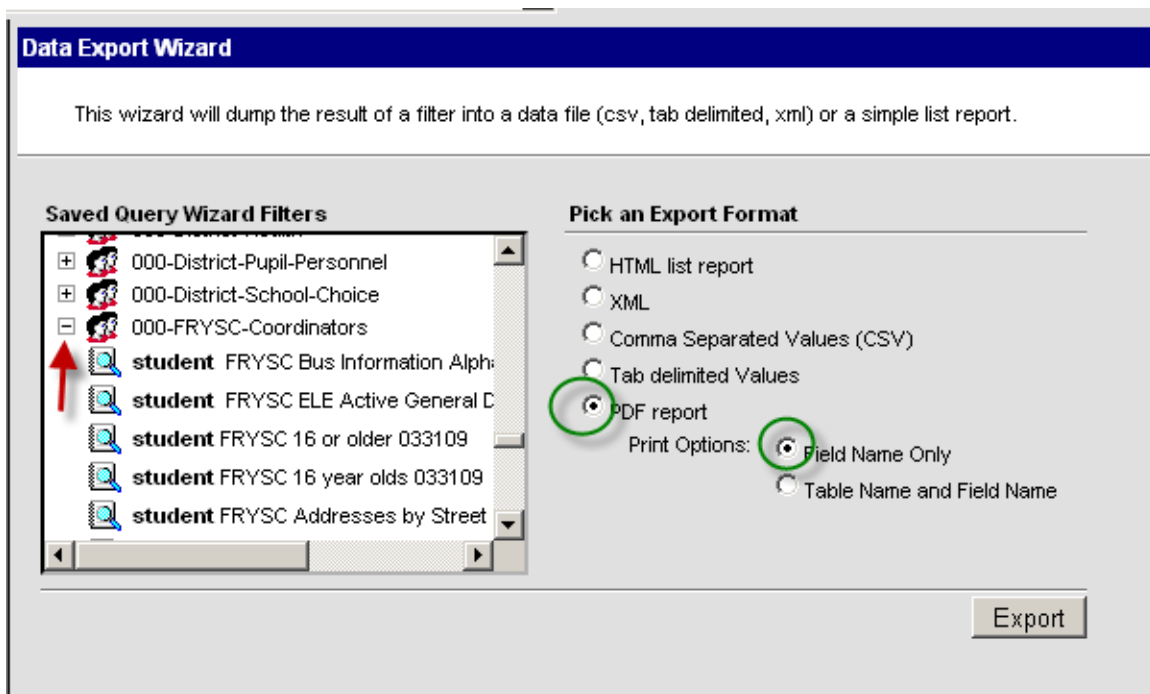 Data Export Wizard
This wizard will dump the result of a filter into a data file (csv, tab delimited, xml) or a simple list report.
Saved Query Wizard Filters
000-District-Health
000-District-Pupil-Personnel
000-District-School-Choice
000-FRYSC-Coordinators
student FRYSC Bus Information Alph
student FRYSC ELE Active General D
student FRYSC 16 or older 033109
student FRYSC 16 year olds 033109
student FRYSC Addresses by Street
Pick an Export Format
HTML list report
XML
Comma Separated Values (CSV)
Tab delimited Values
PDF report
Print Options:
Field Name Only
Table Name and Field Name
Export